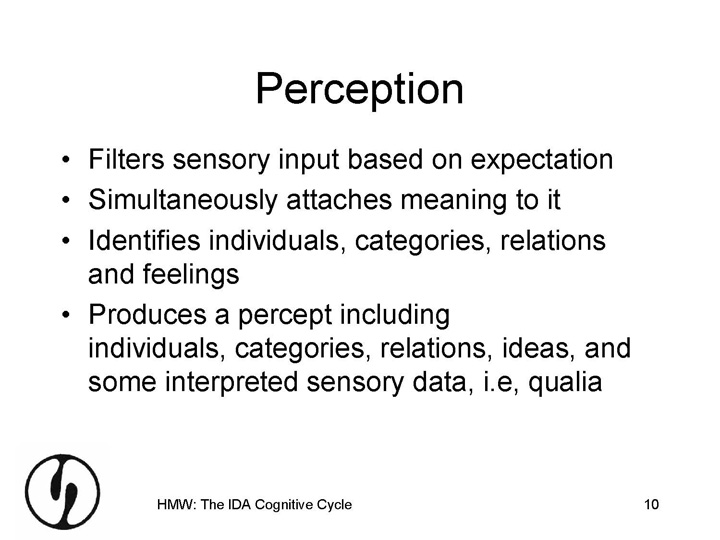 Perception
• Filters sensory input based on expectation
• Simultaneously attaches meaning to it
• Identifies individuals, categories, relations
and feelings
• Produces a percept including
individuals, categories, relations, ideas, and
some interpreted sensory data, i.e, qualia
HMW: The IDA Cognitive Cycle
10